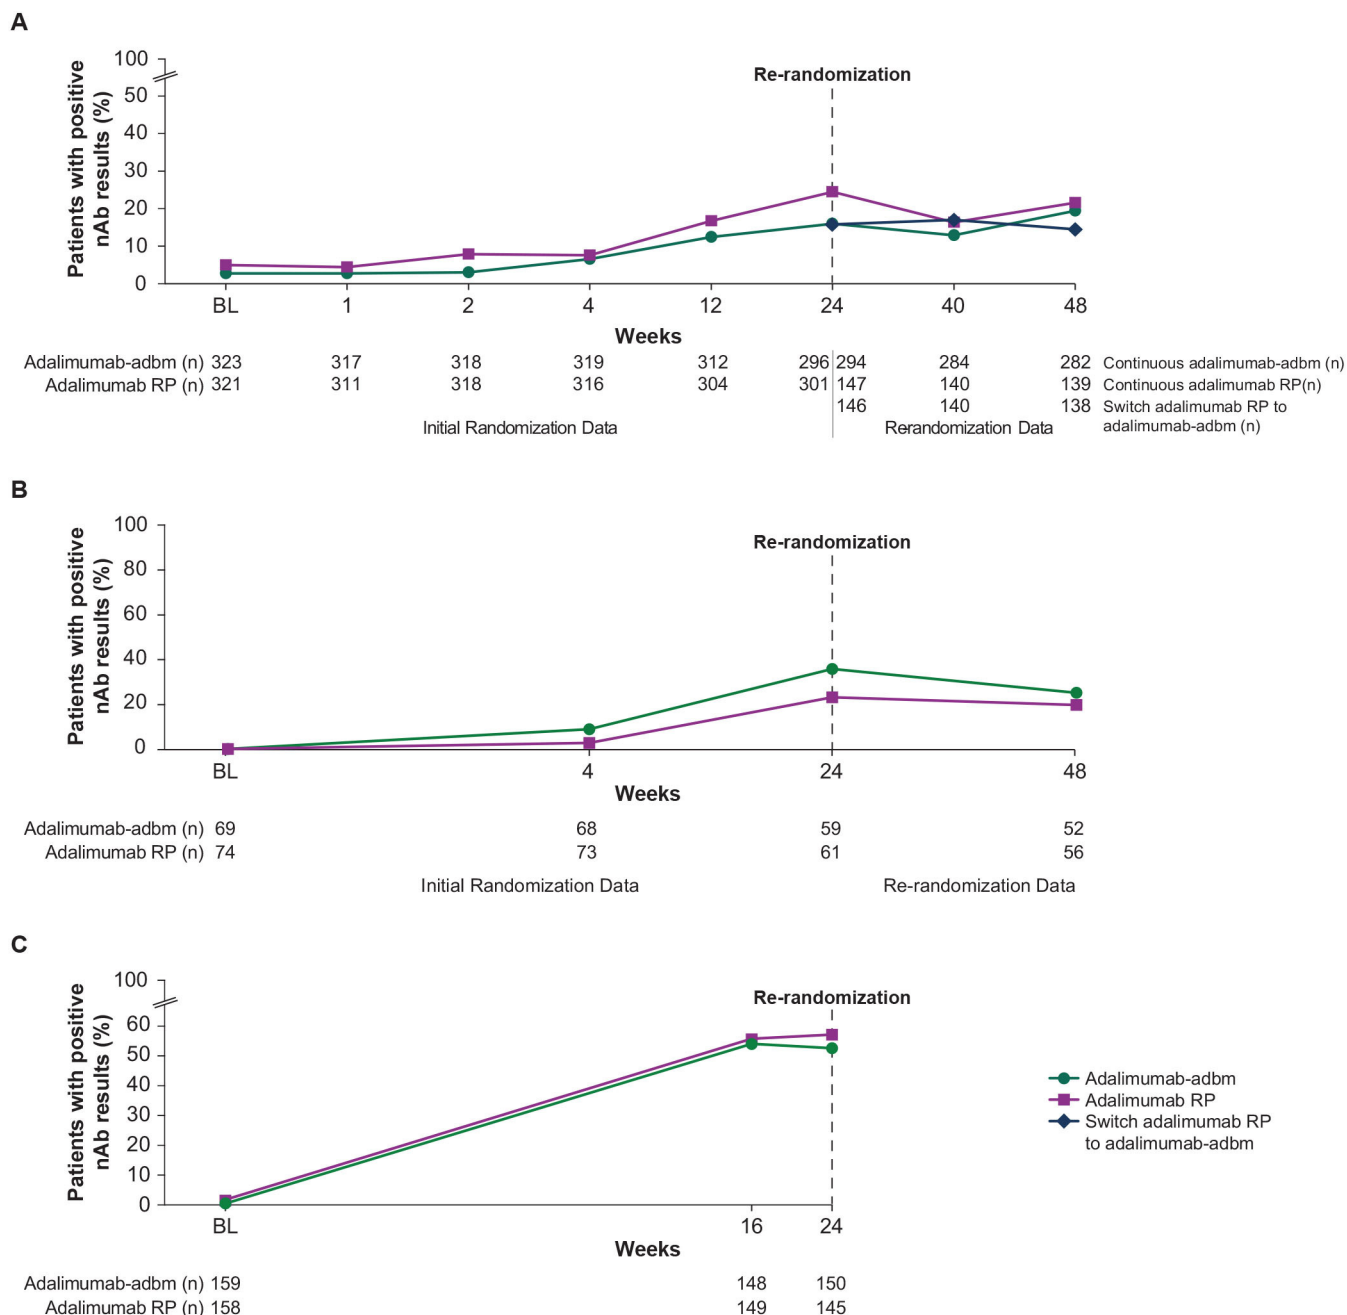 A
Patients with positive
nAb results (%)
100
50
40
30
20
10
0
Re-randomization
BL 1 2 4 12 24 40 48
Weeks
Adalimumab-adbm (n) 323 317 318 319 312 296 294 284 282 Continuous adalimumab-adbm (n)
Adalimumab RP (n) 321 311 318 316 304 301 147 140 139 Continuous adalimumab RP(n)
146 140 138 Switch adalimumab RP to
adalimumab-adbm (n)
Initial Randomization Data Re-randomization Data
B
Patients with positive
nAb results (%)
100
80
60
40
20
0
Re-randomization
BL 4 24 48
Weeks
Adalimumab-adbm (n) 69 68 59 52
Adalimumab RP (n) 74 73 61 56
Initial Randomization Data Re-randomization Data
C
Patients with positive
nAb results (%)
100
60
50
40
30
20
10
0
Re-randomization
BL 16 24
Weeks
Adalimumab-adbm (n) 159 148 150
Adalimumab RP (n) 158 149 145
Adalimumab-adbm
Adalimumab RP
Switch adalimumab RP
to adalimumab-adbm